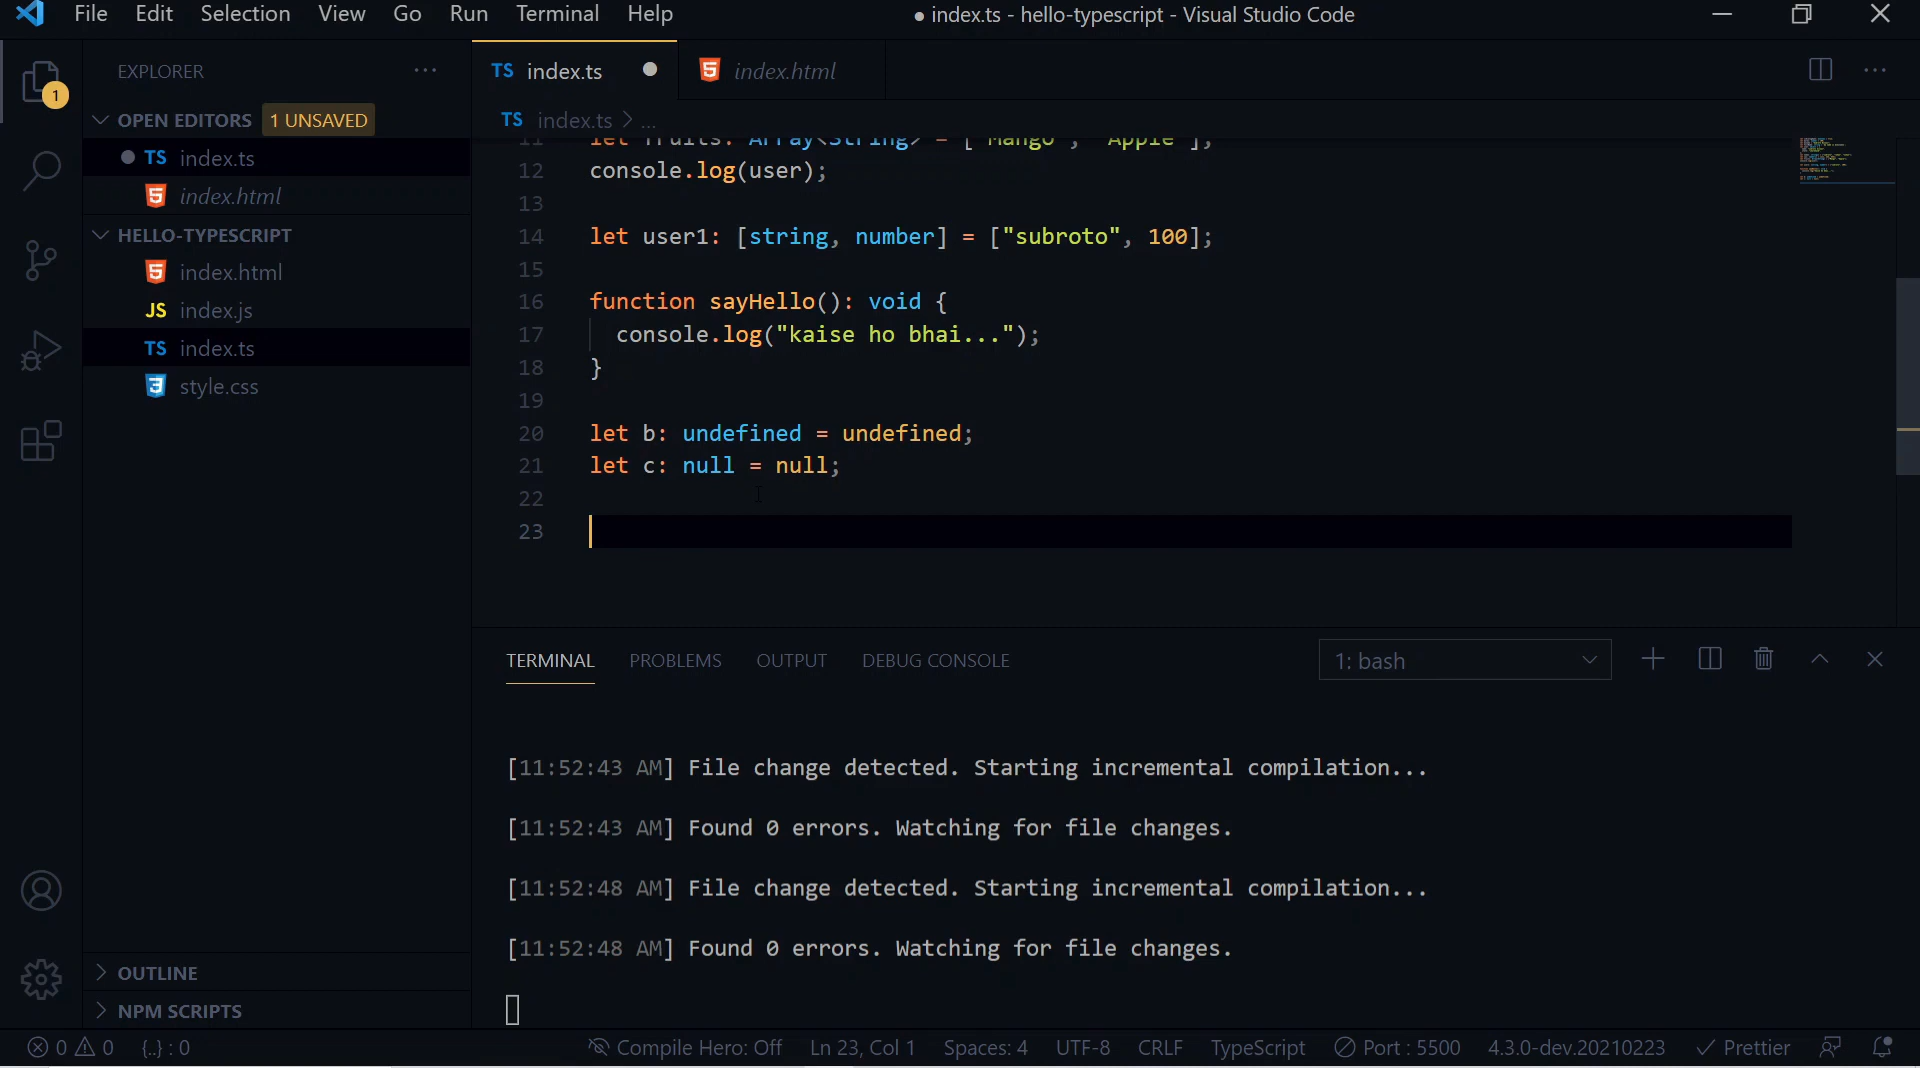 File Edit Selection View Go Run Terminal Help
● index.ts - hello-typescript - Visual Studio Code
1
EXPLORER ...
OPEN EDITORS 1 UNSAVED
TS index.ts
index.html
HELLO-TYPESCRIPT
index.html
JS index.js
TS index.ts
style.css
OUTLINE
NPM SCRIPTS
TS index.ts
index.html
TS index.ts > ...
11 let fruits: Array<String> = ["Mango", "Apple"];
12 console.log(user);
13
14 let user1: [string, number] = ["subroto", 100];
15
16 function sayHello(): void {
17 console.log("kaise ho bhai...");
18 }
19
20 let b: undefined = undefined;
21 let c: null = null;
22
23
TERMINAL PROBLEMS OUTPUT DEBUG CONSOLE
1: bash
[11:52:43 AM] File change detected. Starting incremental compilation...
[11:52:43 AM] Found 0 errors. Watching for file changes.
[11:52:48 AM] File change detected. Starting incremental compilation...
[11:52:48 AM] Found 0 errors. Watching for file changes.
0 0 {..} : 0 Compile Hero: Off Ln 23, Col 1 Spaces: 4 UTF-8 CRLF TypeScript Port : 5500 4.3.0-dev.20210223 Prettier